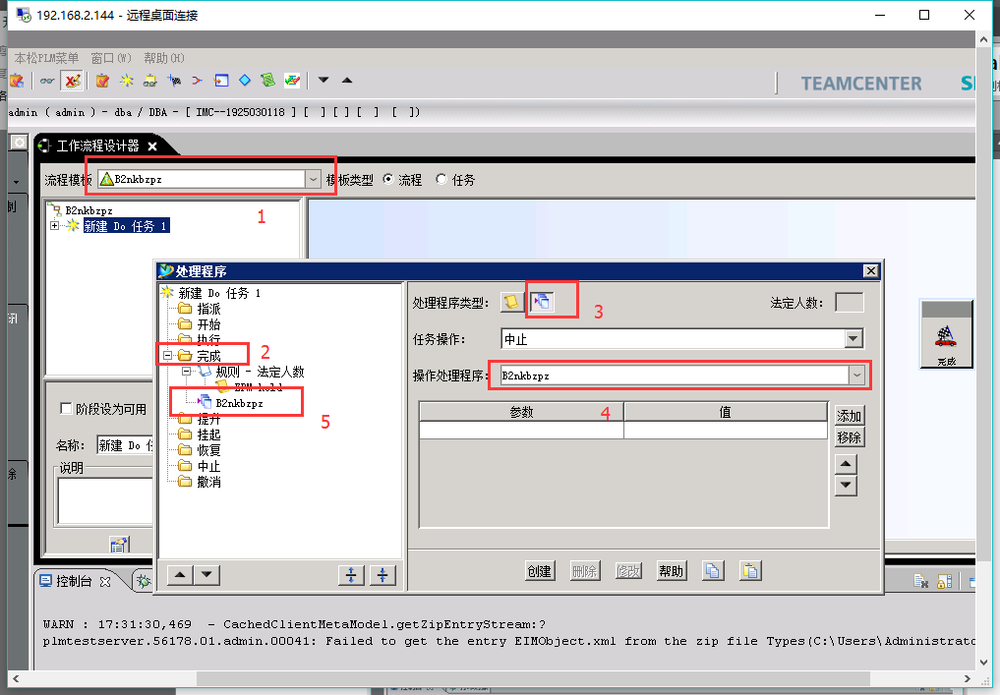 192.168.2.144 - 远程桌面连接
本松PLM菜单 窗口(W) 帮助(H)
TEAMCENTER
admin ( admin ) - dba / DBA - [ IMC--1925030118 ] [ ] [ ] [ ] [ ])
工作流程设计器
流程模板 B2nkbzpz 模板类型 流程 任务
1
B2nkbzpz
新建 Do 任务 1
处理程序
新建 Do 任务 1
指派
开始
执行
完成
2
规则 - 法定人数
EPM-hold
B2nkbzpz
5
提升
挂起
恢复
中止
撤消
处理程序类型:
3
法定人数:
任务操作: 中止
操作处理程序: B2nkbzpz
参数 4 值
添加
移除
创建 删除 修改 帮助
完成
阶段设为可用
名称: 新建 Do
说明
控制台
WARN : 17:31:30,469 - CachedClientMetaModel.getZipEntryStream:?
plmtestserver.56178.01.admin.00041: Failed to get the entry EIMObject.xml from the zip file Types(C:\Users\Administrato